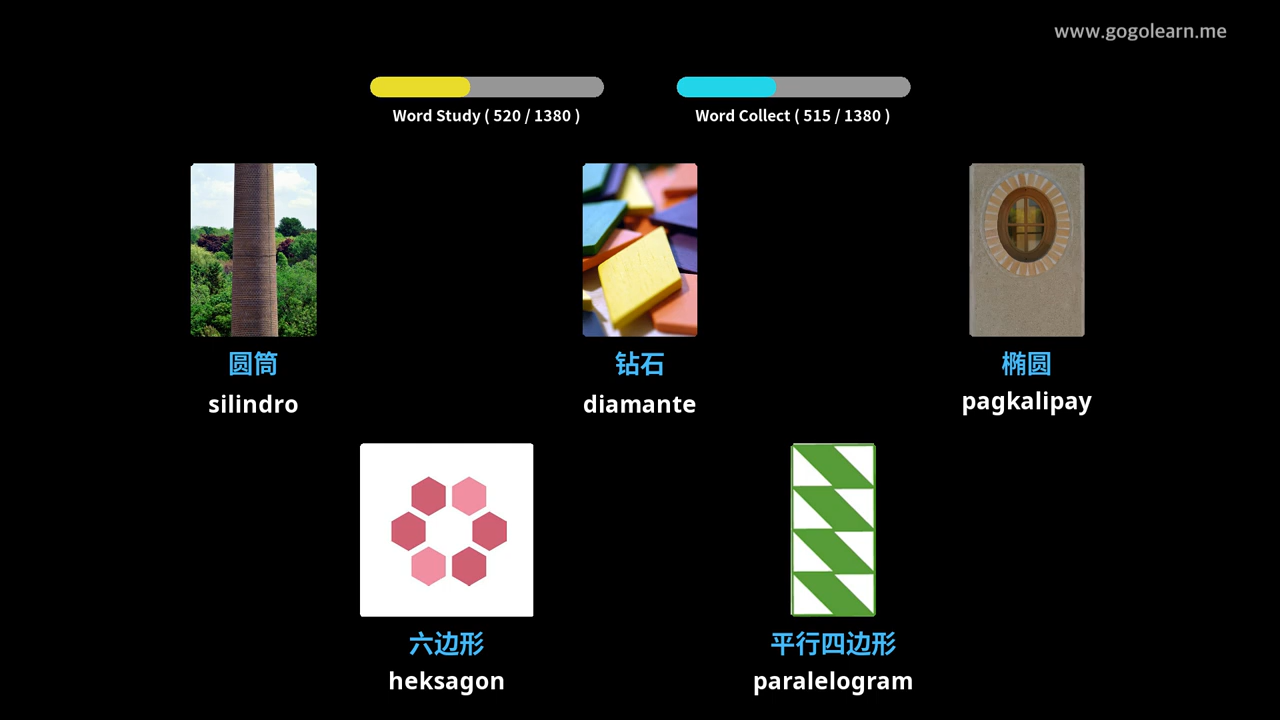 www.gogolearn.me
Word Study ( 520 / 1380 )
Word Collect ( 515 / 1380 )
圆筒
silindro
钻石
diamante
椭圆
pagkalipay
六边形
heksagon
平行四边形
paralelogram